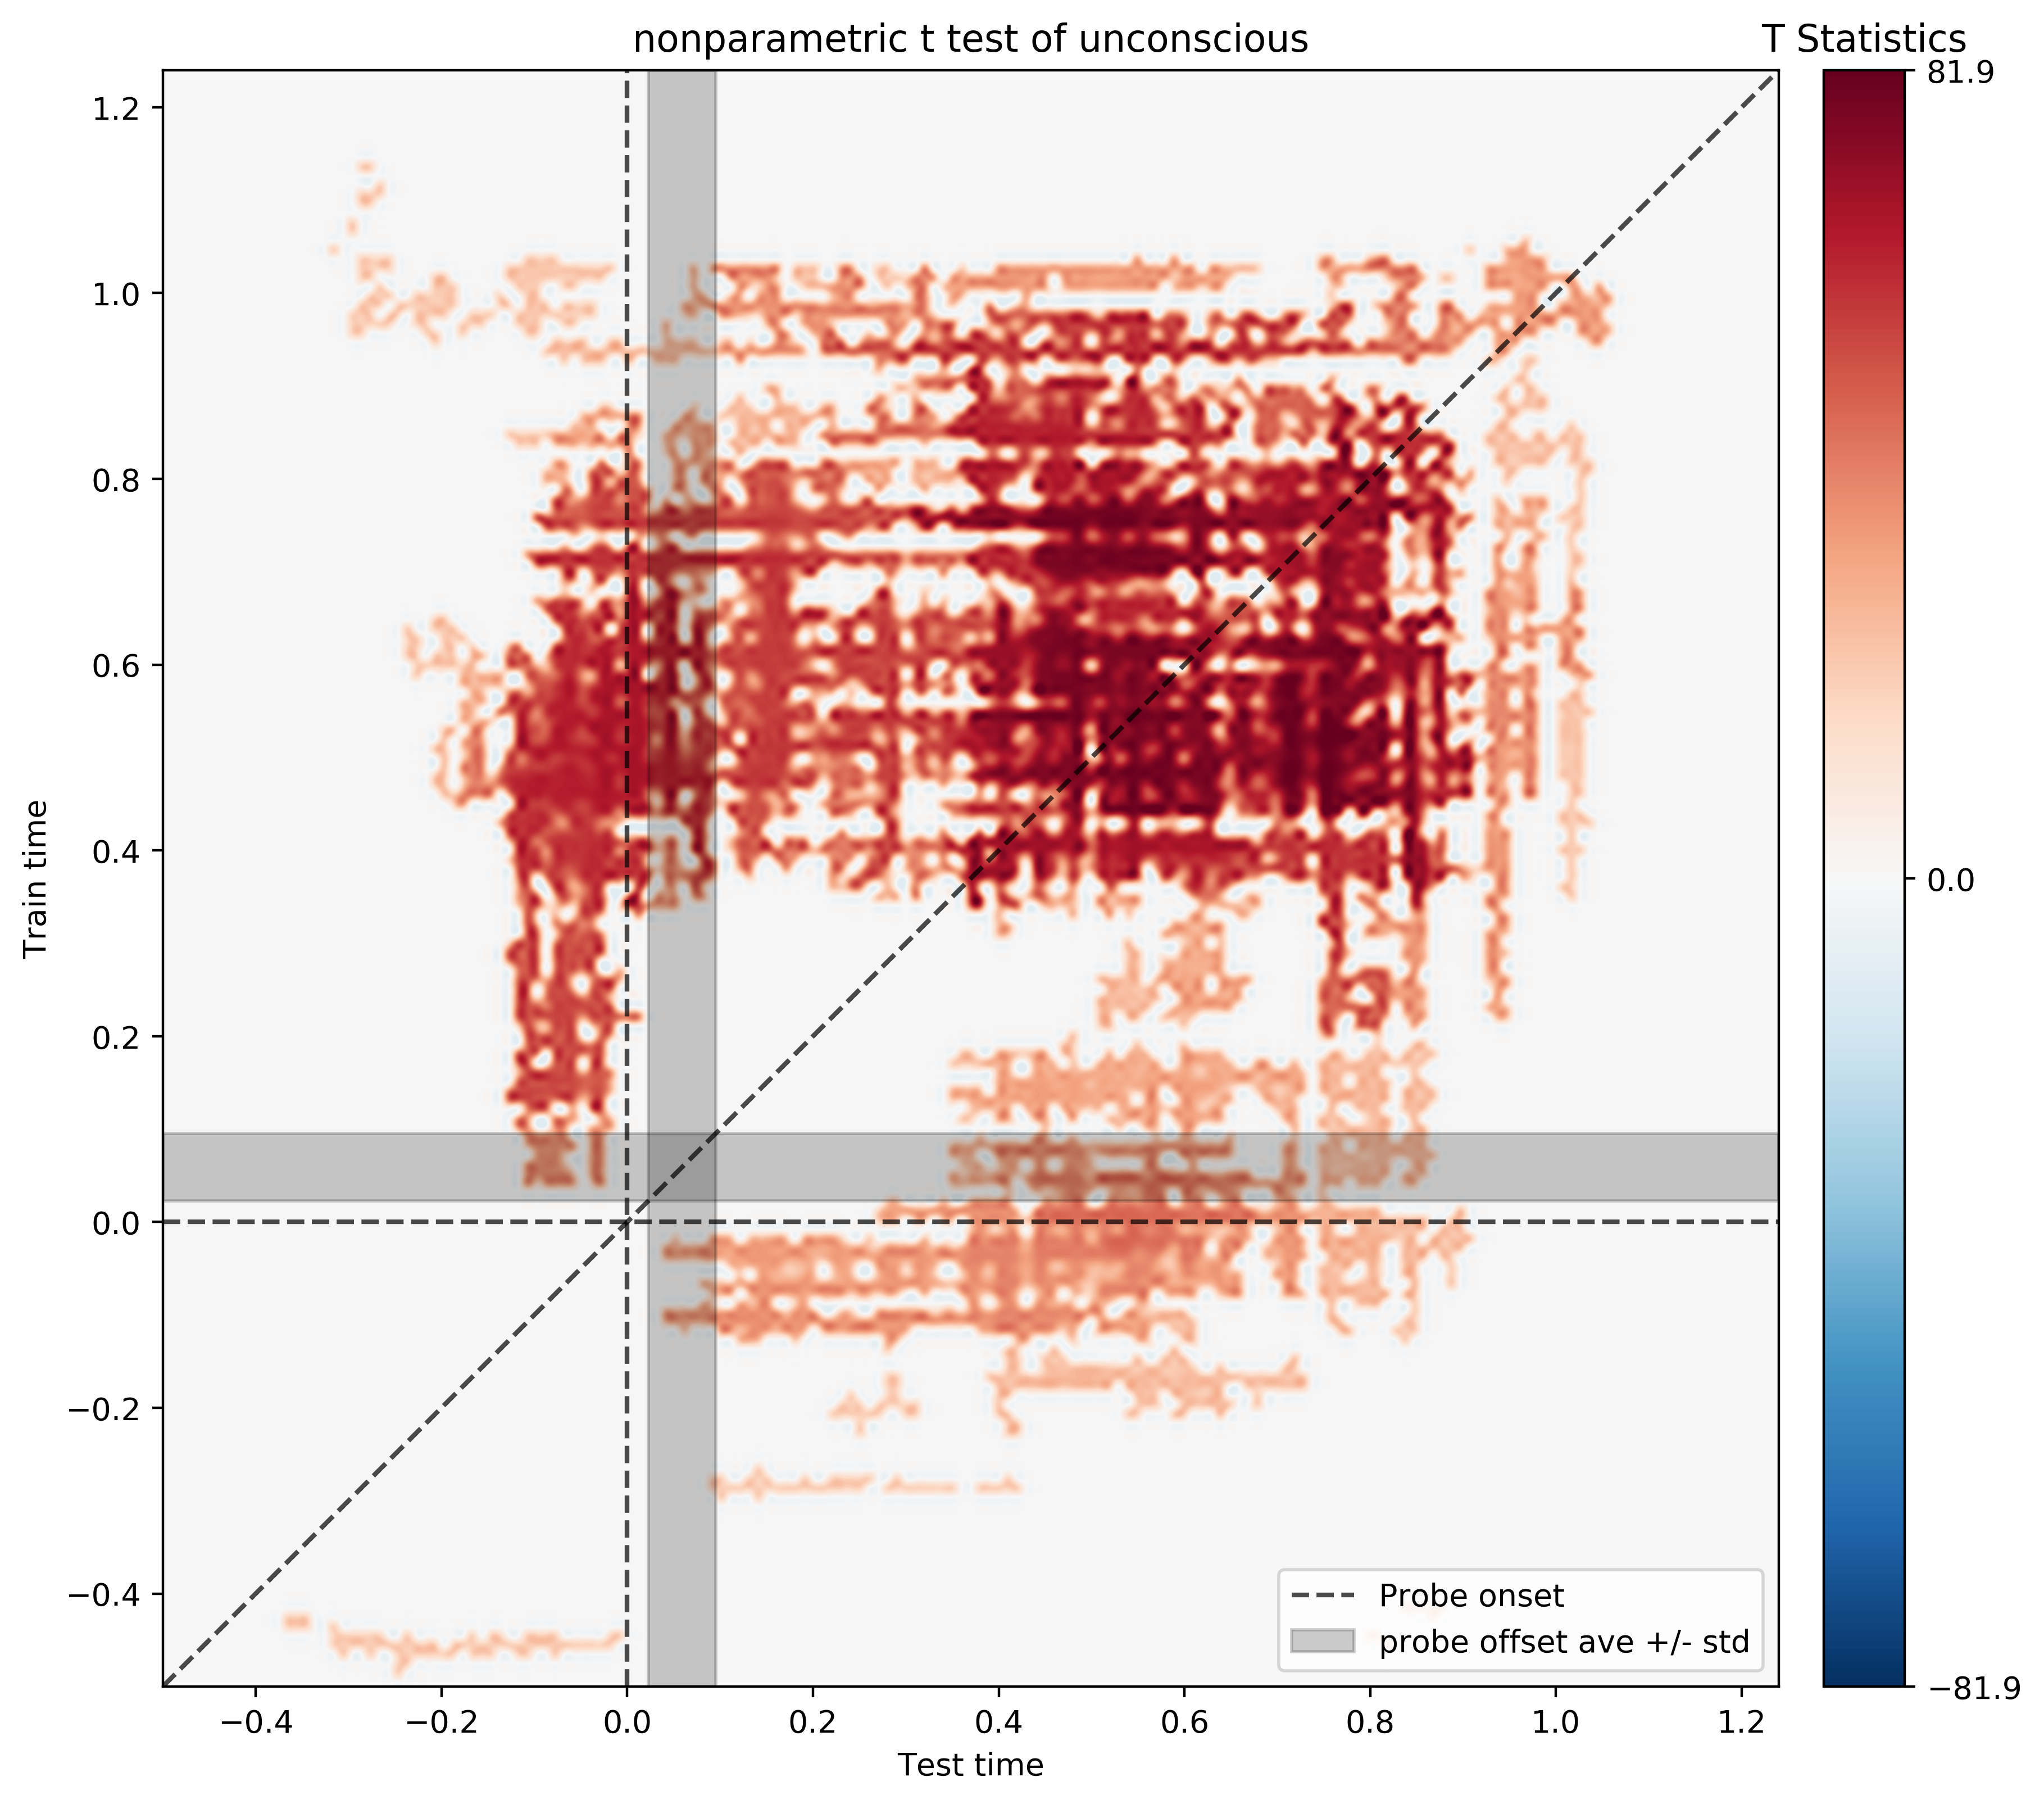 nonparametric t test of unconscious
T Statistics
81.9
0.0
−81.9
1.2
1.0
0.8
0.6
0.4
0.2
0.0
−0.2
−0.4
Train time
−0.4 −0.2 0.0 0.2 0.4 0.6 0.8 1.0 1.2
Test time
Probe onset
probe offset ave +/- std